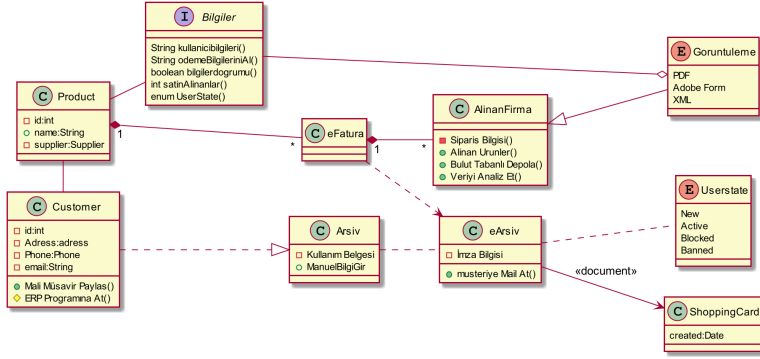 I Bilgiler
String kullanicibilgileri()
String odemeBilgileriniAl()
boolean bilgilerdogrumu()
int satinAlinanlar()
enum UserState()
E Goruntuleme
PDF
Adobe Form
XML
C Product
id:int
name:String
supplier:Supplier
1
*
C eFatura
1
*
C AlinanFirma
Siparis Bilgisi()
Alinan Urunler()
Bulut Tabanlı Depola()
Veriyi Analiz Et()
C Customer
id:int
Adress:adress
Phone:Phone
email:String
Mali Müsavir Paylas()
ERP Programına At()
C Arsiv
Kullanım Belgesi
ManuelBilgiGir
C eArsiv
İmza Bilgisi
musteriye Mail At()
E Userstate
New
Active
Blocked
Banned
«document»
C ShoppingCard
created:Date